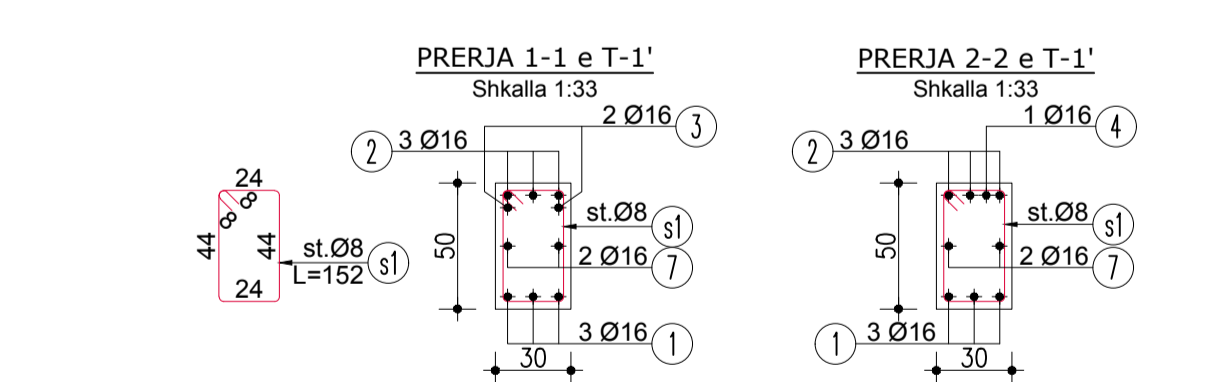 PRERJA 1-1 e T-1'
Shkalla 1:33
2 Ø16 3
2 3 Ø16
st.Ø8 s1
50
2 Ø16 7
3 Ø16 1
30
PRERJA 2-2 e T-1'
Shkalla 1:33
1 Ø16 4
2 3 Ø16
st.Ø8 s1
50
2 Ø16 7
1 3 Ø16
30
24
8 8
44 44
st.Ø8 s1
L=152
24